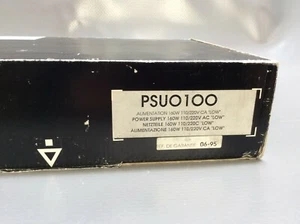 PSU0100
ALIMENTATION 160W 110/220V CA "LOW"
POWER SUPPLY 160W 110/220V AC "LOW"
NETZTEILE 160W 110/220C "LOW"
ALIMENTAZIONE 160W 110/220V CA "LOW"
06-95